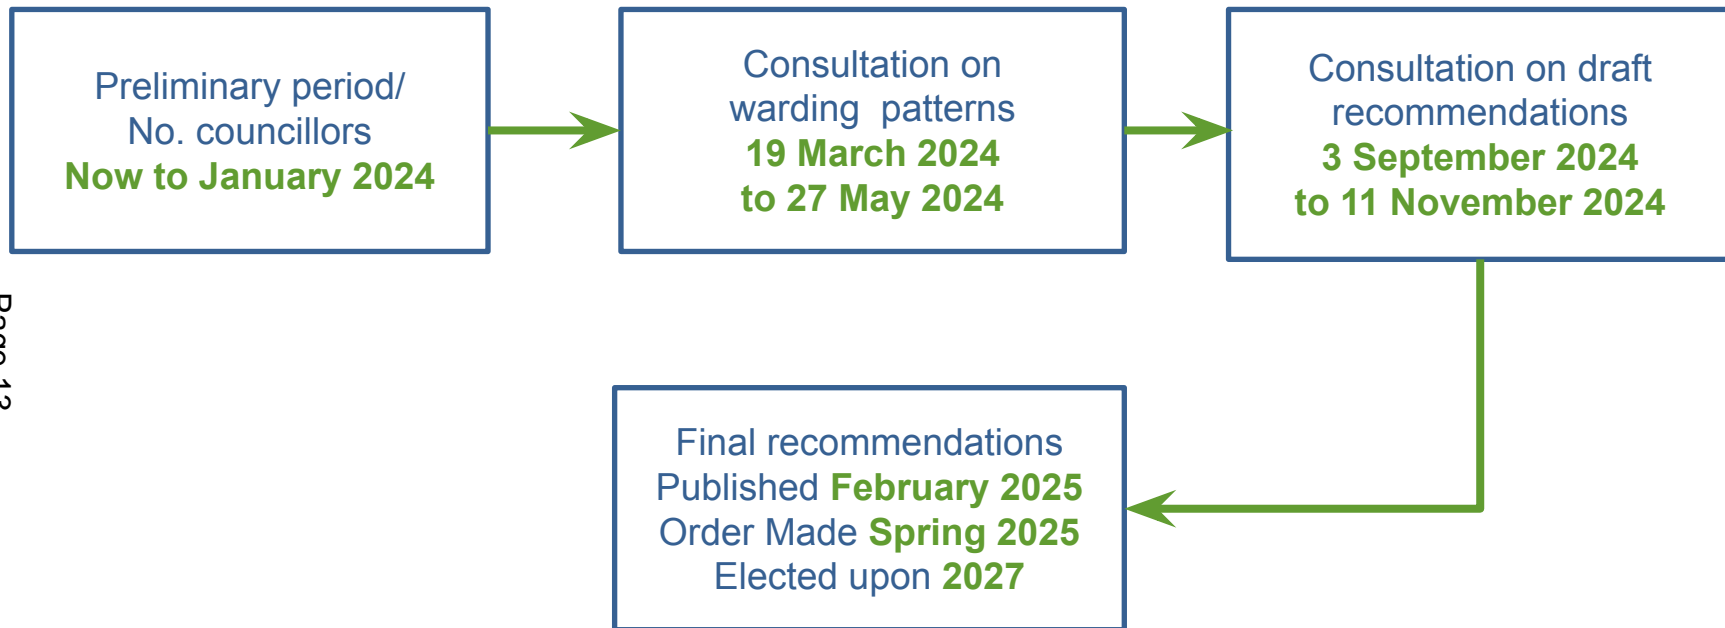 Preliminary period/
No. councillors
Now to January 2024
Consultation on
warding patterns
19 March 2024
to 27 May 2024
Consultation on draft
recommendations
3 September 2024
to 11 November 2024
Final recommendations
Published February 2025
Order Made Spring 2025
Elected upon 2027
Page 13